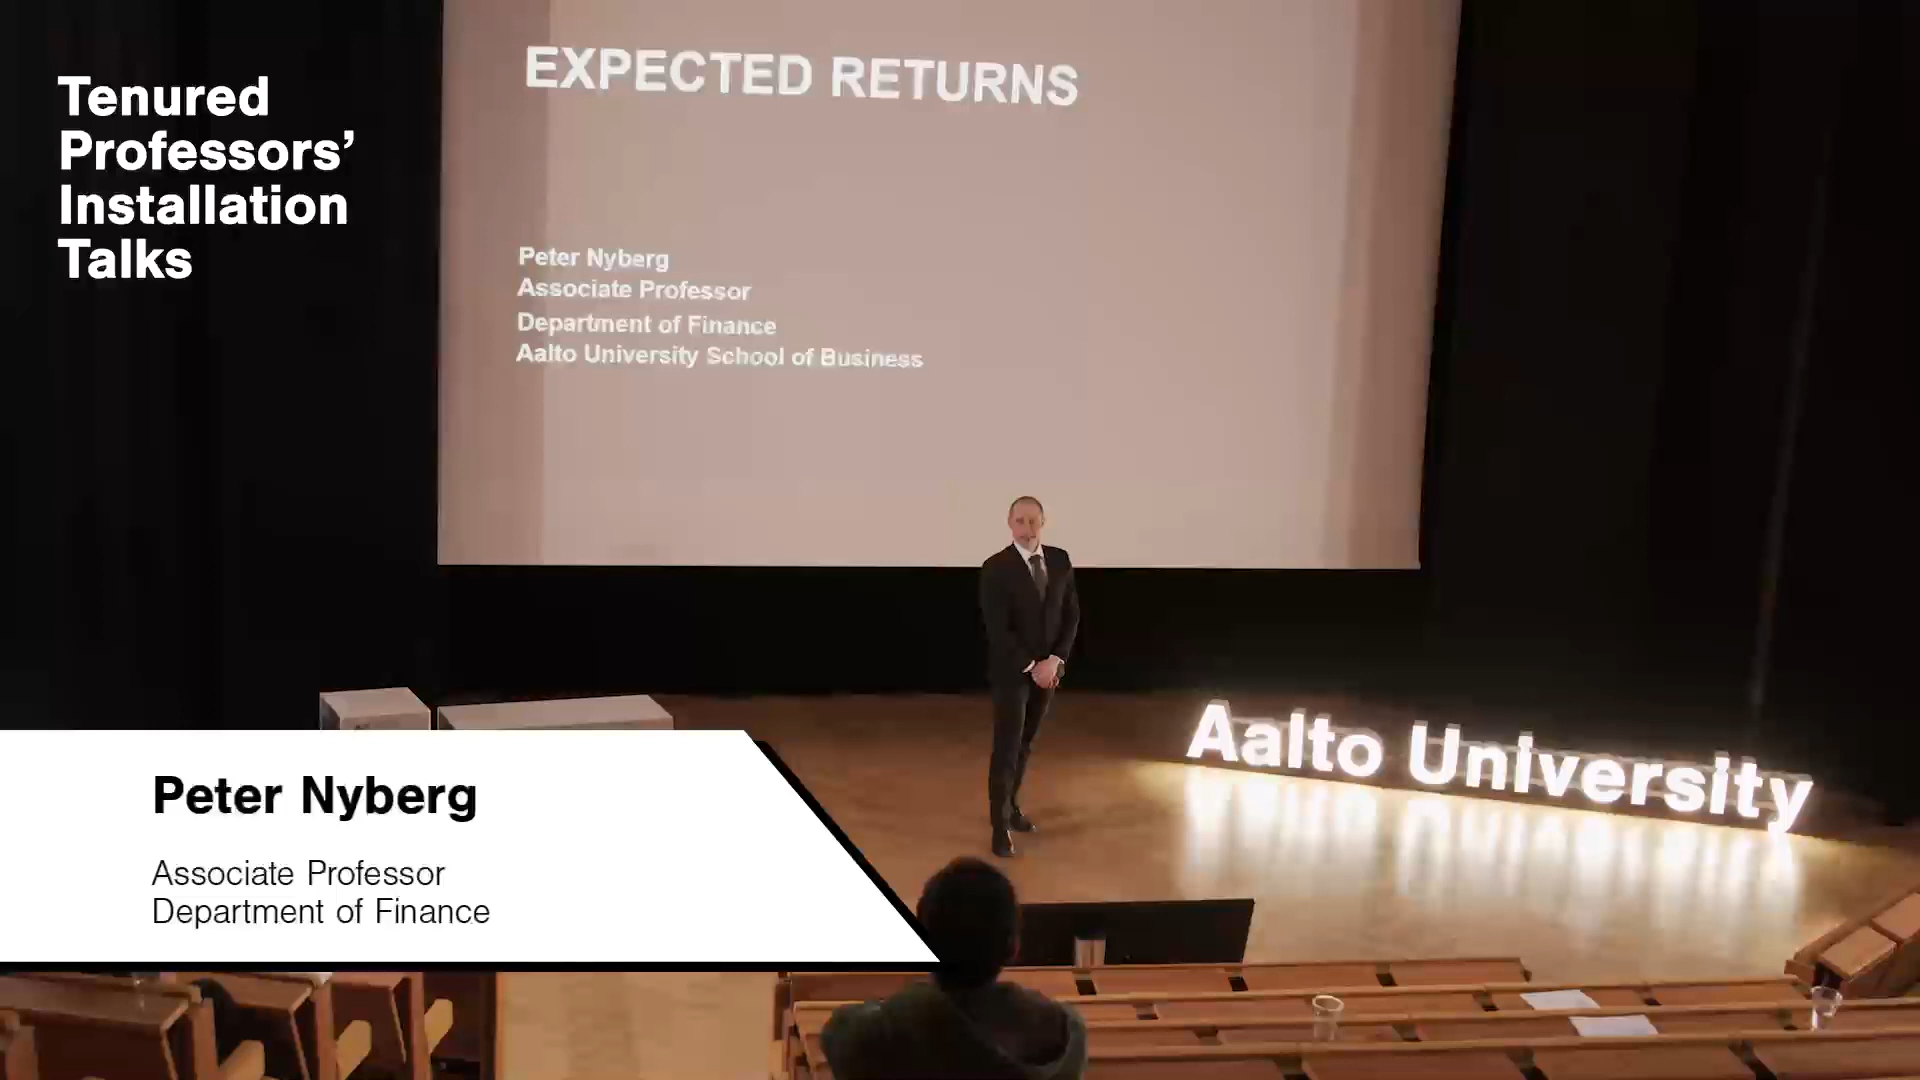 Tenured
Professors’
Installation
Talks
EXPECTED RETURNS
Peter Nyberg
Associate Professor
Department of Finance
Aalto University School of Business
Aalto University
Peter Nyberg
Associate Professor
Department of Finance